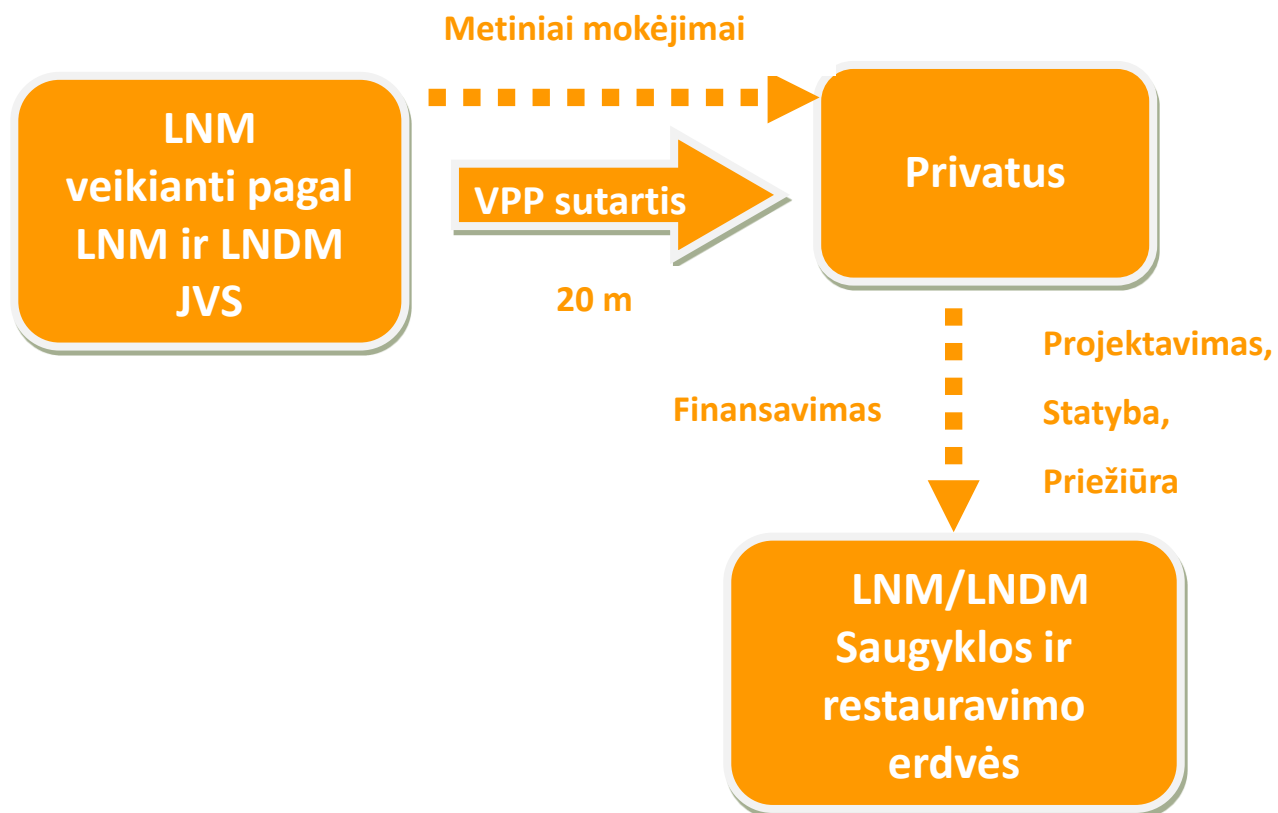 Metiniai mokėjimai
LNM
veikianti pagal
LNM ir LNDM
JVS
VPP sutartis
20 m
Privatus
Finansavimas
Projektavimas,
Statyba,
Priežiūra
LNM/LNDM
Saugyklos ir
restauravimo
erdvės